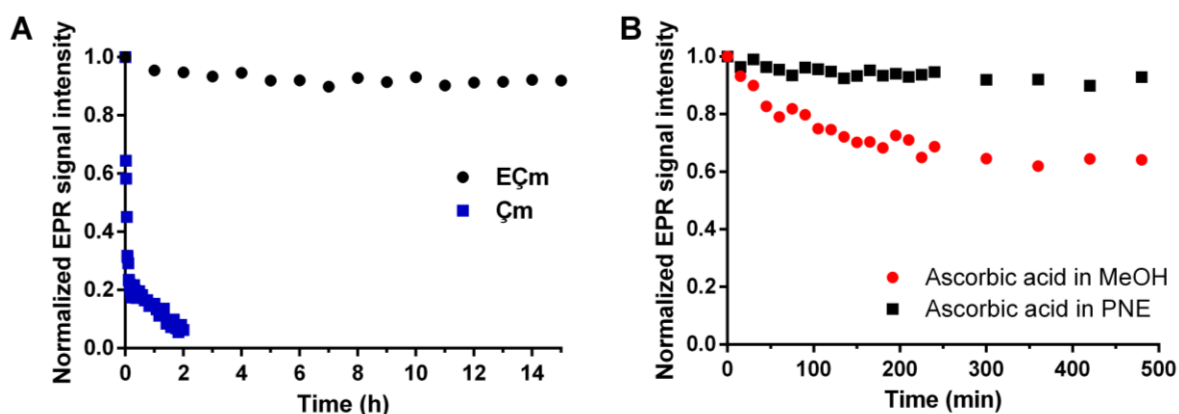 A
Normalized EPR signal intensity
1.0
0.8
0.6
0.4
0.2
0.0
EÇm
Çm
0 2 4 6 8 10 12 14
Time (h)
B
Normalized EPR signal intensity
1.0
0.8
0.6
0.4
0.2
0.0
Ascorbic acid in MeOH
Ascorbic acid in PNE
0 100 200 300 400 500
Time (min)